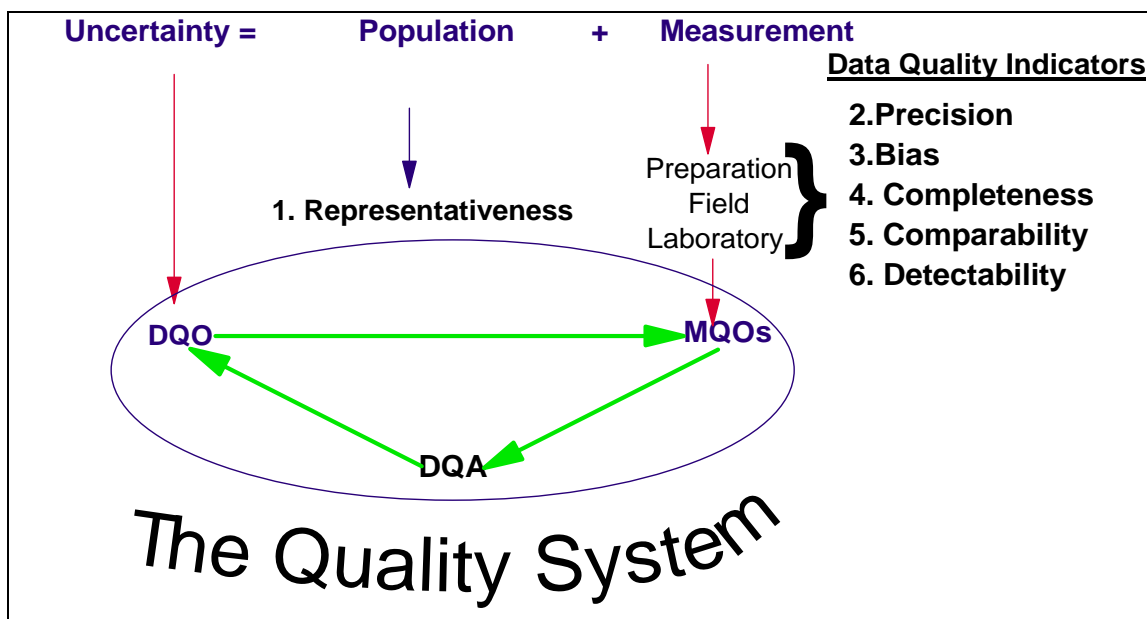 Uncertainty = Population + Measurement
Data Quality Indicators
2.Precision
3.Bias
4. Completeness
5. Comparability
6. Detectability
Preparation
Field
Laboratory
}
1. Representativeness
DQO
MQOs
DQA
The Quality System